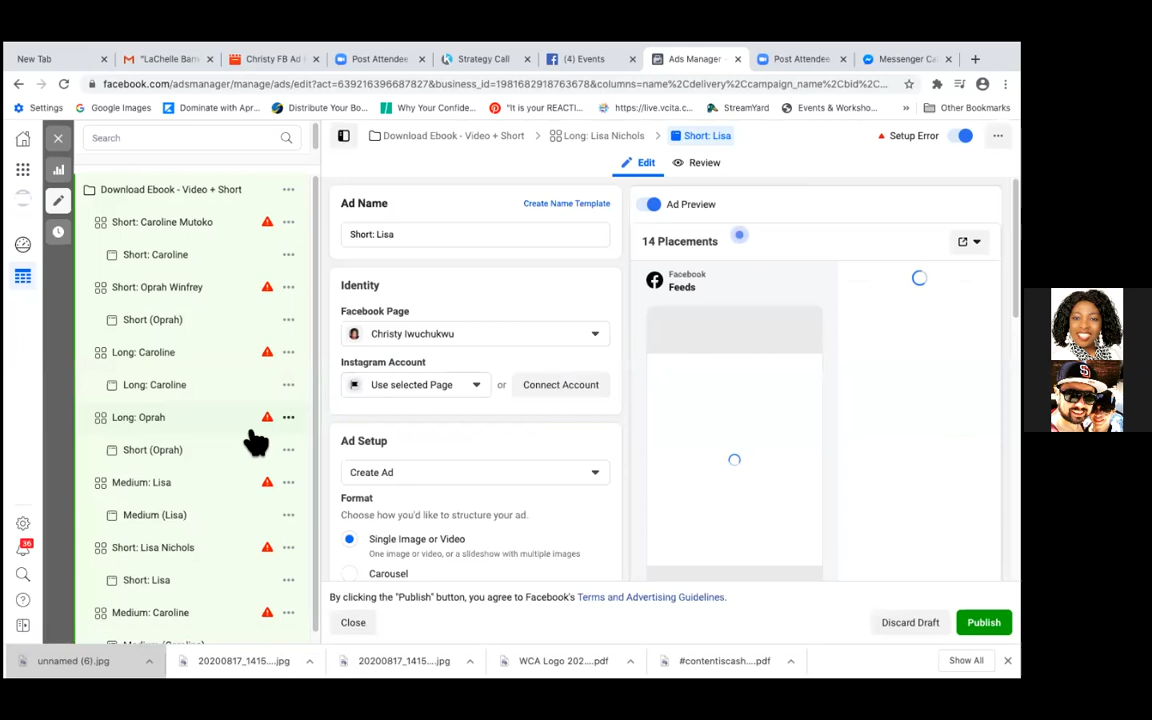 New Tab
"LaChelle Barn
Christy FB Ad
Post Attendee
Strategy Call
(4) Events
Ads Manager -
Post Attendee
Messenger Ca
facebook.com/adsmanager/manage/ads/edit?act=639216396687827&business_id=1981682918763678&columns=name%2Cdelivery%2Ccampaign_name%2Cbid%2C...
Settings
Google Images
Dominate with Apr...
Distribute Your Bo...
Why Your Confide...
"It is your REACTI...
https://live.vcita.c...
StreamYard
Events & Worksho...
»
Other Bookmarks
Search
Download Ebook - Video + Short
Long: Lisa Nichols
Short: Lisa
Setup Error
Edit
Review
Download Ebook - Video + Short
Short: Caroline Mutoko
Short: Caroline
Short: Oprah Winfrey
Short (Oprah)
Long: Caroline
Long: Caroline
Long: Oprah
Short (Oprah)
Medium: Lisa
Medium (Lisa)
Short: Lisa Nichols
Short: Lisa
Medium: Caroline
Medium (Caroline)
36
Ad Name
Create Name Template
Short: Lisa
Identity
Facebook Page
Christy Iwuchukwu
Instagram Account
Use selected Page
or
Connect Account
Ad Setup
Create Ad
Format
Choose how you'd like to structure your ad.
Single Image or Video
One image or video, or a slideshow with multiple images
Carousel
Ad Preview
14 Placements
Facebook
Feeds
By clicking the "Publish" button, you agree to Facebook's Terms and Advertising Guidelines.
Close
Discard Draft
Publish
unnamed (6).jpg
20200817_1415....jpg
20200817_1415....jpg
WCA Logo 202....pdf
#contentiscash....pdf
Show All